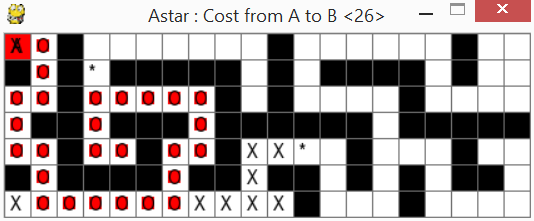 Astar : Cost from A to B <26>
X O
O *
O O O O O O O
O O O
O O O O O O X X *
O O X
X O O O O O O X X X X